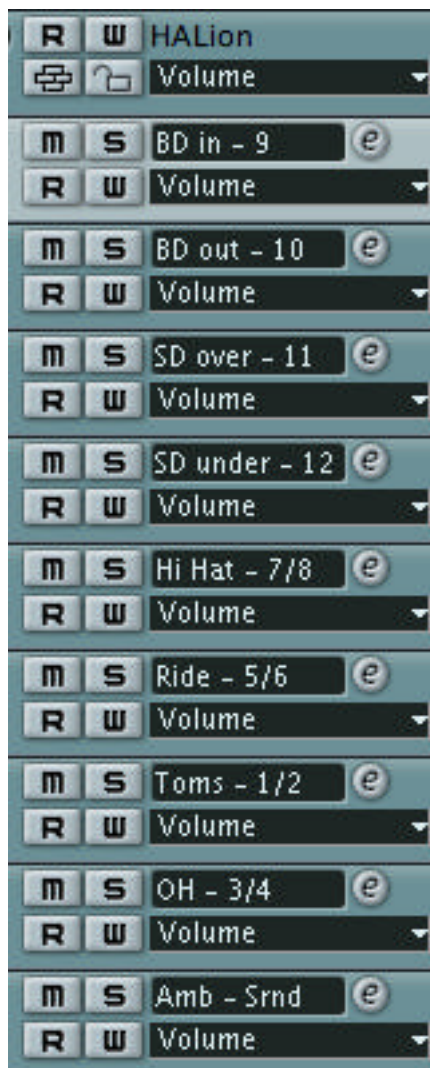 R W HALion
Volume
M S BD in - 9 e
R W Volume
M S BD out - 10 e
R W Volume
M S SD over - 11 e
R W Volume
M S SD under - 12 e
R W Volume
M S Hi Hat - 7/8 e
R W Volume
M S Ride - 5/6 e
R W Volume
M S Toms - 1/2 e
R W Volume
M S OH - 3/4 e
R W Volume
M S Amb - Srnd e
R W Volume